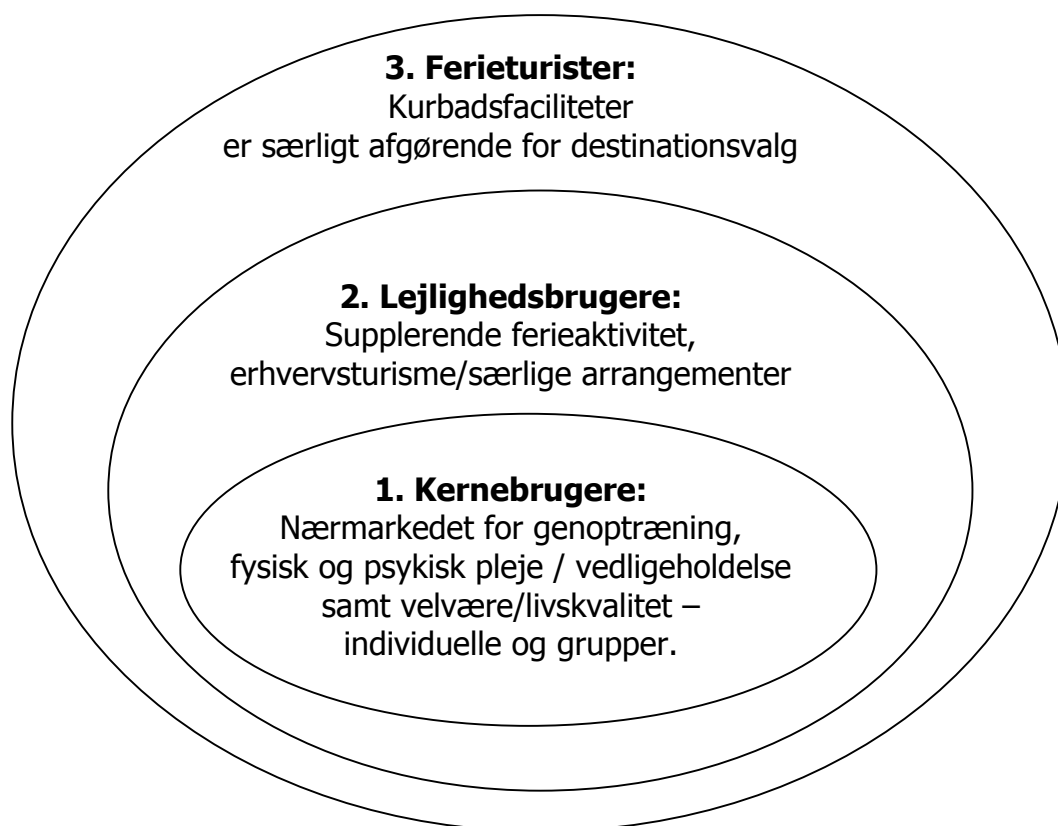 3. Ferieturister:
Kurbadsfaciliteter
er særligt afgørende for destinationsvalg
2. Lejlighedsbrugere:
Supplerende ferieaktivitet,
erhvervsturisme/særlige arrangementer
1. Kernebrugere:
Nærmarkedet for genoptræning,
fysisk og psykisk pleje / vedligeholdelse
samt velvære/livskvalitet –
individuelle og grupper.